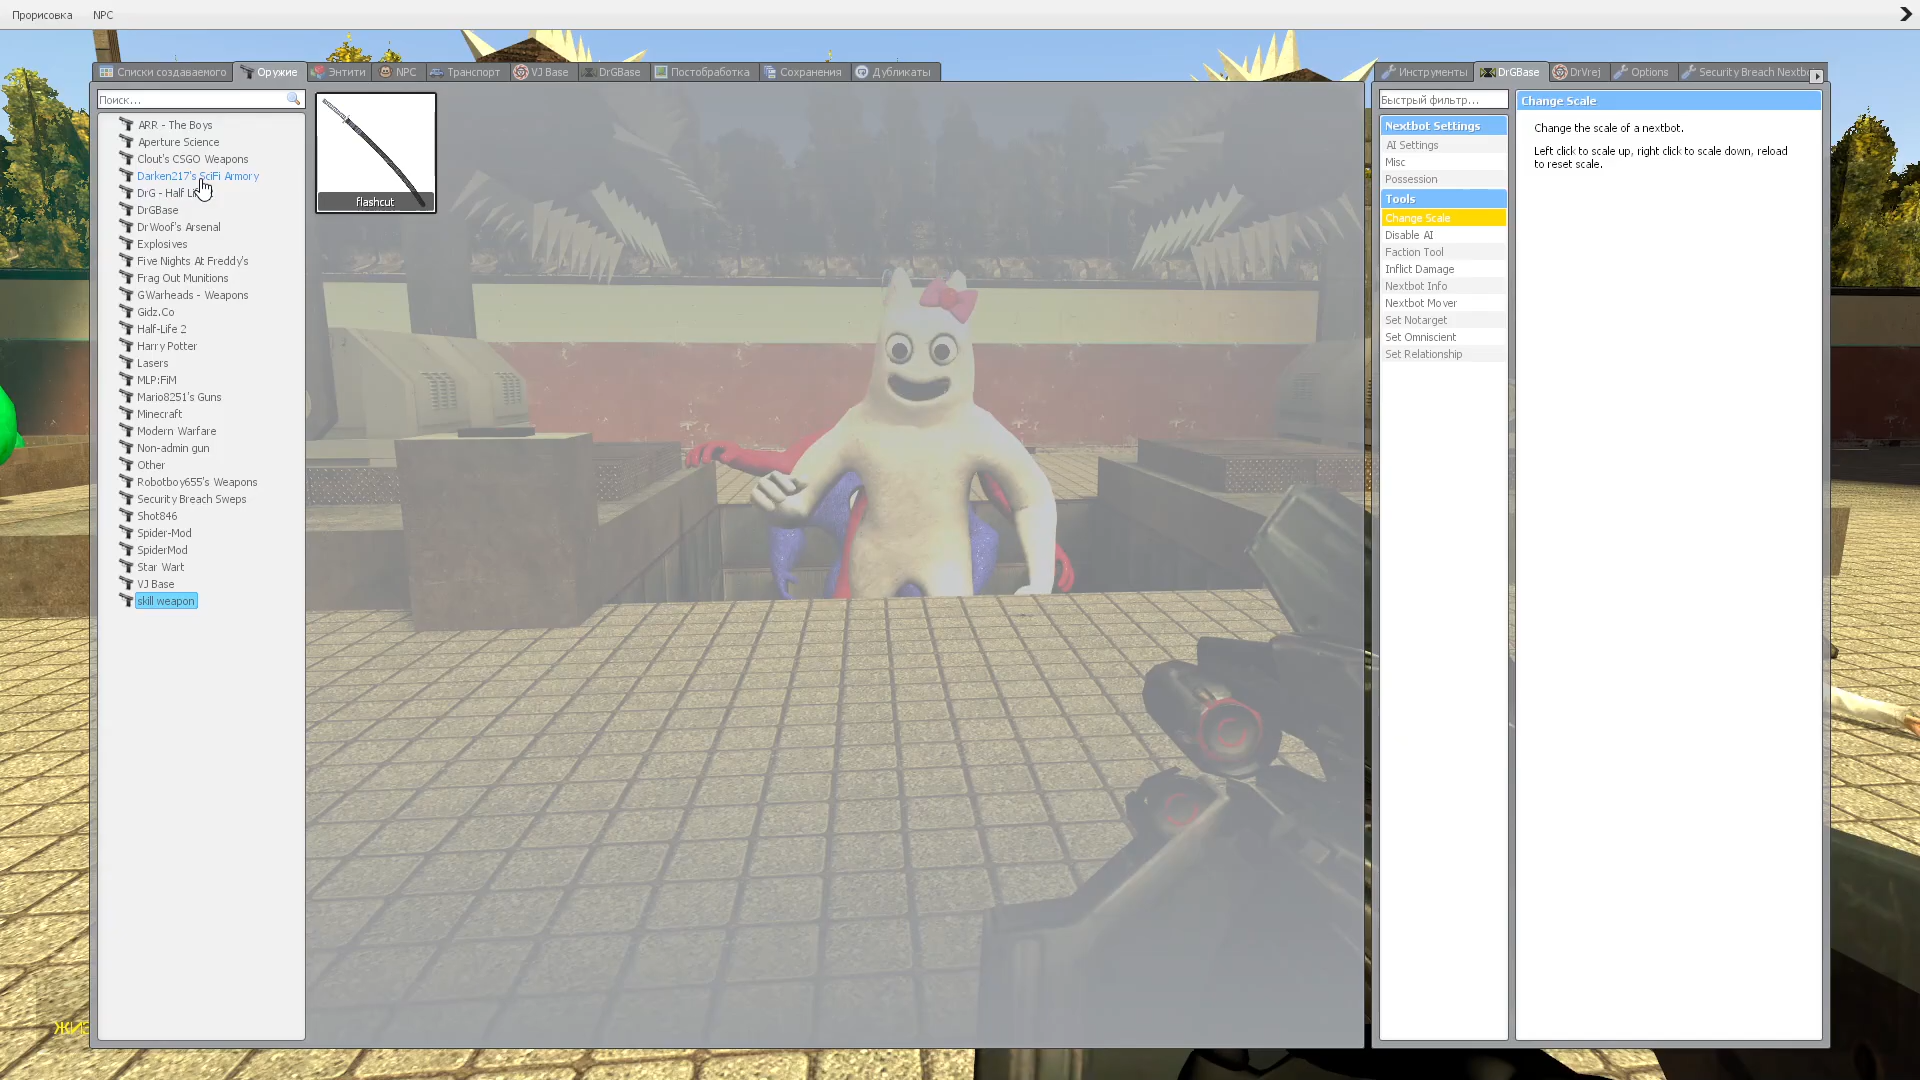 Прорисовка NPC
Списки создаваемого Оружие Энтити NPC Транспорт VJ Base DrGBase Постобработка Сохранения Дубликаты
Инструменты DrGBase DrVrej Options Security Breach
Поиск...
ARR - The Boys
Aperture Science
Clout's CSGO Weapons
Darken217's SciFi Armory
DrG - Half
DrGBase
DrWoof's Arsenal
Explosives
Five Nights At Freddy's
Frag Out Munitions
GWarheads - Weapons
Gidz.Co
Half-Life 2
Harry Potter
Lasers
MLP:FiM
Mario8251's Guns
Minecraft
Modern Warfare
Non-admin gun
Other
Robotboy655's Weapons
Security Breach Sweps
Shot846
Spider-Mod
SpiderMod
Star Wart
VJ Base
skill weapon
flashcut
Быстрый фильтр...
Nextbot Settings
AI Settings
Misc
Possession
Tools
Change Scale
Disable AI
Faction Tool
Inflict Damage
Nextbot Info
Nextbot Mover
Set Notarget
Set Omniscient
Set Relationship
Change Scale
Change the scale of a nextbot.
Left click to scale up, right click to scale down, reload
to reset scale.